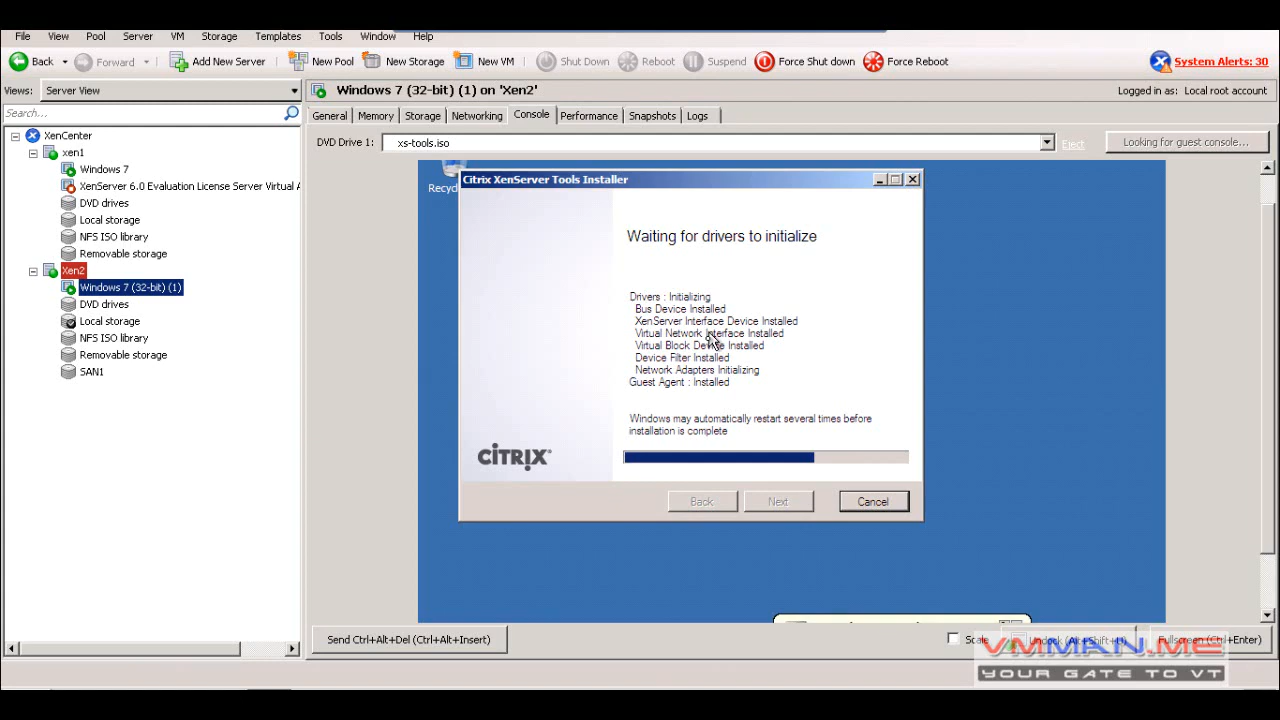 File View Pool Server VM Storage Templates Tools Window Help
Back Forward Add New Server New Pool New Storage New VM Shut Down Reboot Suspend Force Shut down Force Reboot System Alerts: 30
Views: Server View Windows 7 (32-bit) (1) on 'Xen2' Logged in as: Local root account
Search... General Memory Storage Networking Console Performance Snapshots Logs
DVD Drive 1: xs-tools.iso Eject Looking for guest console...
XenCenter
xen1
Windows 7
XenServer 6.0 Evaluation License Server Virtual A
DVD drives
Local storage
NFS ISO library
Removable storage
Xen2
Windows 7 (32-bit) (1)
DVD drives
Local storage
NFS ISO library
Removable storage
SAN1
Recyc
Citrix XenServer Tools Installer
Waiting for drivers to initialize
Drivers : Initializing
Bus Device Installed
XenServer Interface Device Installed
Virtual Network Interface Installed
Virtual Block Device Installed
Device Filter Installed
Network Adapters Initializing
Guest Agent : Installed
Windows may automatically restart several times before
installation is complete
CITRIX
Back Next Cancel
Send Ctrl+Alt+Del (Ctrl+Alt+Insert) Scale Undock (Alt+Shift+U) Fullscreen (Ctrl+Enter)
VMMAN.ME
YOUR GATE TO VT